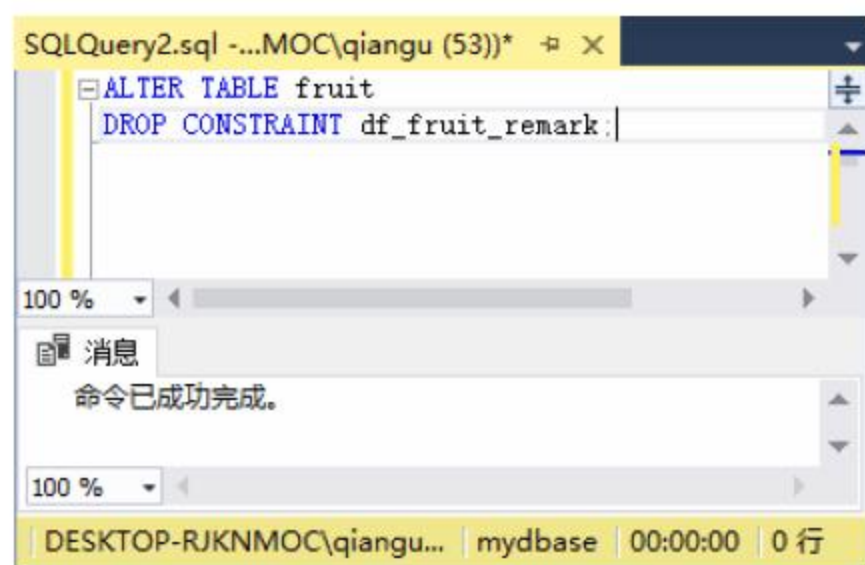 SQLQuery2.sql -...MOC\qiangu (53))*
ALTER TABLE fruit
DROP CONSTRAINT df_fruit_remark;
100 %
消息
命令已成功完成。
100 %
DESKTOP-RJKNMOC\qiangu... mydbase 00:00:00 0 行